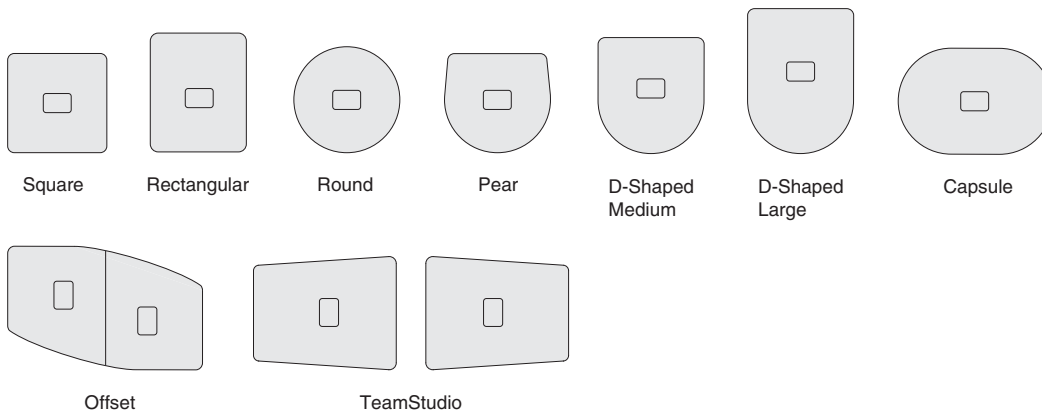 Square
Rectangular
Round
Pear
D-Shaped
Medium
D-Shaped
Large
Capsule
Offset
TeamStudio